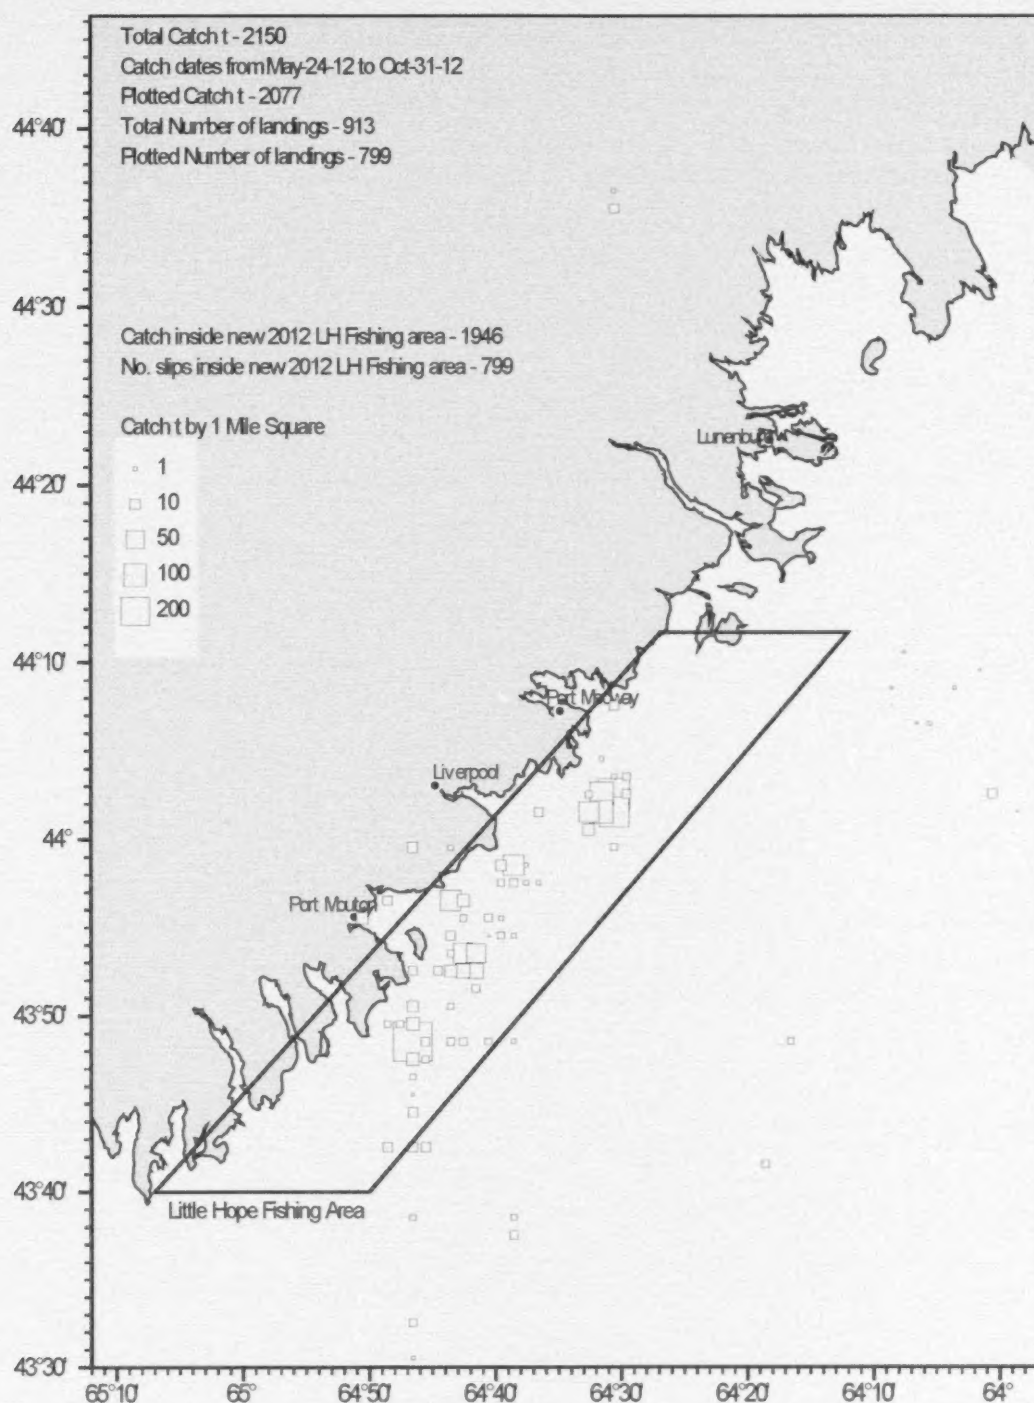 Total Catch t - 2150
Catch dates from May-24-12 to Oct-31-12
Plotted Catch t - 2077
Total Number of landings - 913
Plotted Number of landings - 799
44°40'
44°30'
Catch inside new 2012 LH Fishing area - 1946
No. slips inside new 2012 LH Fishing area - 799
Catch t by 1 Mile Square
1
10
50
100
200
Lunenburg
44°20'
44°10'
Port Medway
Liverpool
44°
Port Mouton
43°50'
43°40'
Little Hope Fishing Area
43°30'
65°10'
65°
64°50'
64°40'
64°30'
64°20'
64°10'
64°